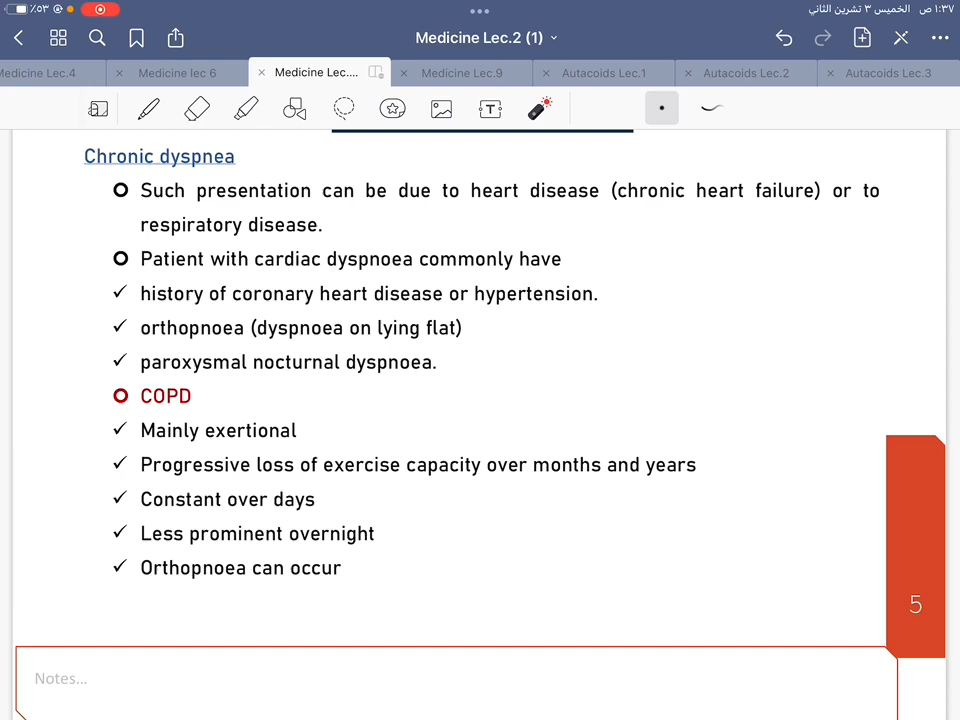 ٪٥٣
١:٣٧ ص الخميس ٣ تشرين الثاني
Medicine Lec.2 (1)
Medicine Lec.4
Medicine lec 6
Medicine Lec....
Medicine Lec.9
Autacoids Lec.1
Autacoids Lec.2
Autacoids Lec.3
T
Chronic dyspnea
Such presentation can be due to heart disease (chronic heart failure) or to
respiratory disease.
Patient with cardiac dyspnoea commonly have
✓ history of coronary heart disease or hypertension.
✓ orthopnoea (dyspnoea on lying flat)
✓ paroxysmal nocturnal dyspnoea.
COPD
✓ Mainly exertional
✓ Progressive loss of exercise capacity over months and years
✓ Constant over days
✓ Less prominent overnight
✓ Orthopnoea can occur
5
Notes...